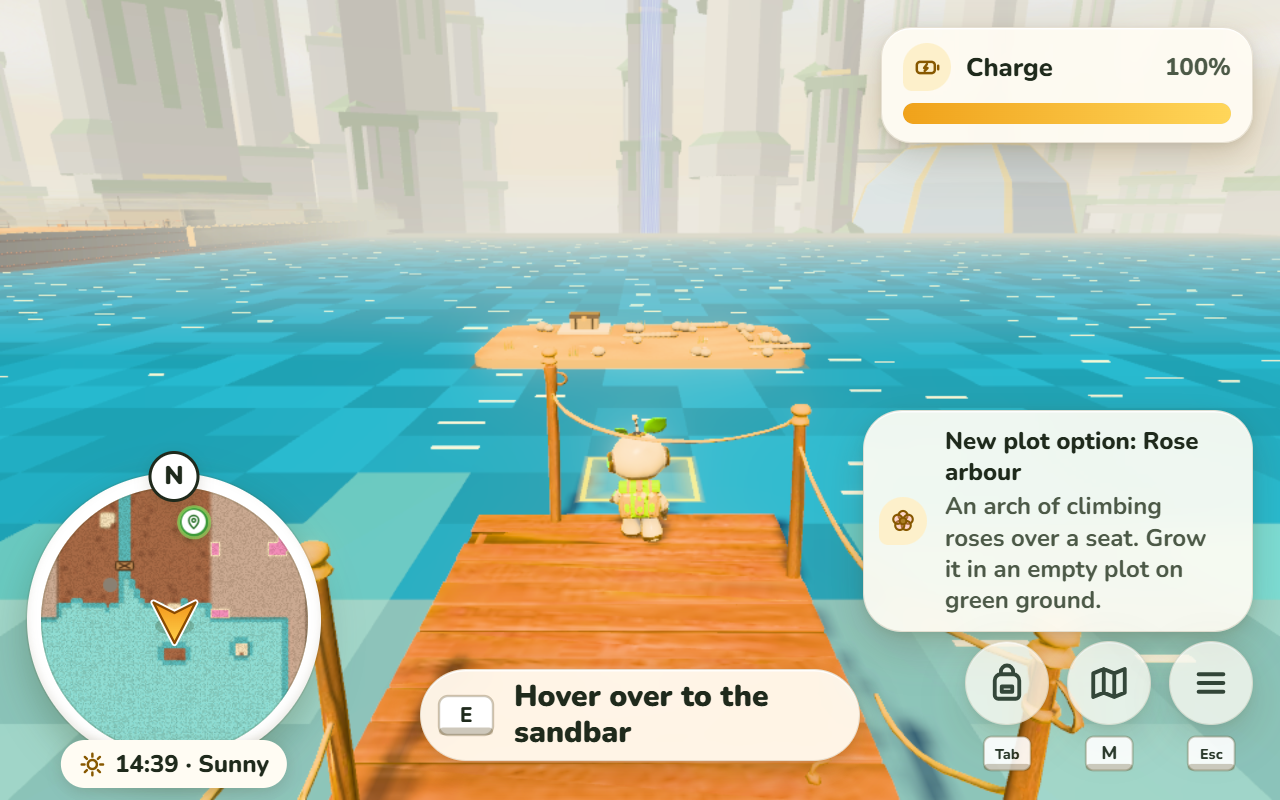 Charge 100%
New plot option: Rose
arbour
An arch of climbing
roses over a seat. Grow
it in an empty plot on
green ground.
N
E
Hover over to the
sandbar
14:39 · Sunny
Tab
M
Esc